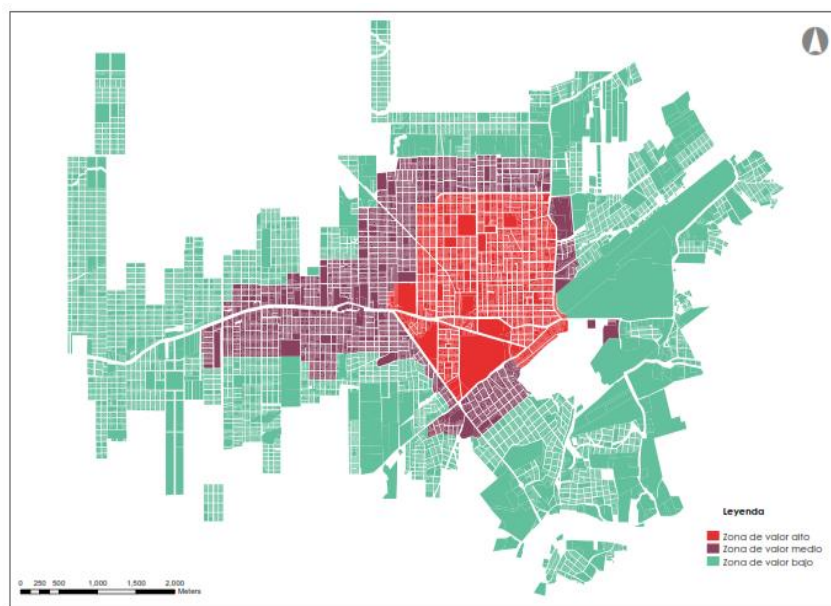 Leyenda
Zona de valor alto
Zona de valor medio
Zona de valor bajo
0 250 500 1,000 1,500 2,000
Meters